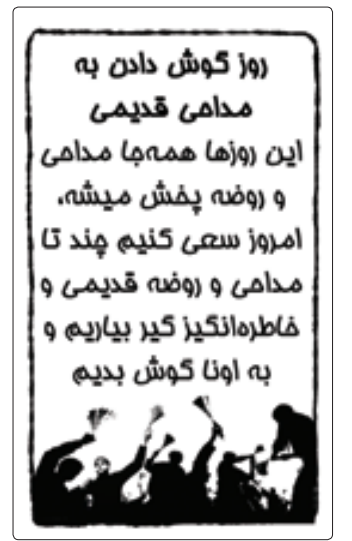 روز گوش دادن به
مداحی قدیمی
این روزها همه‌جا مداحی
و روضه پخش میشه،
امروز سعی کنیم چند تا
مداحی و روضه قدیمی و
خاطره‌انگیز گیر بیاریم و
به اونا گوش بدیم